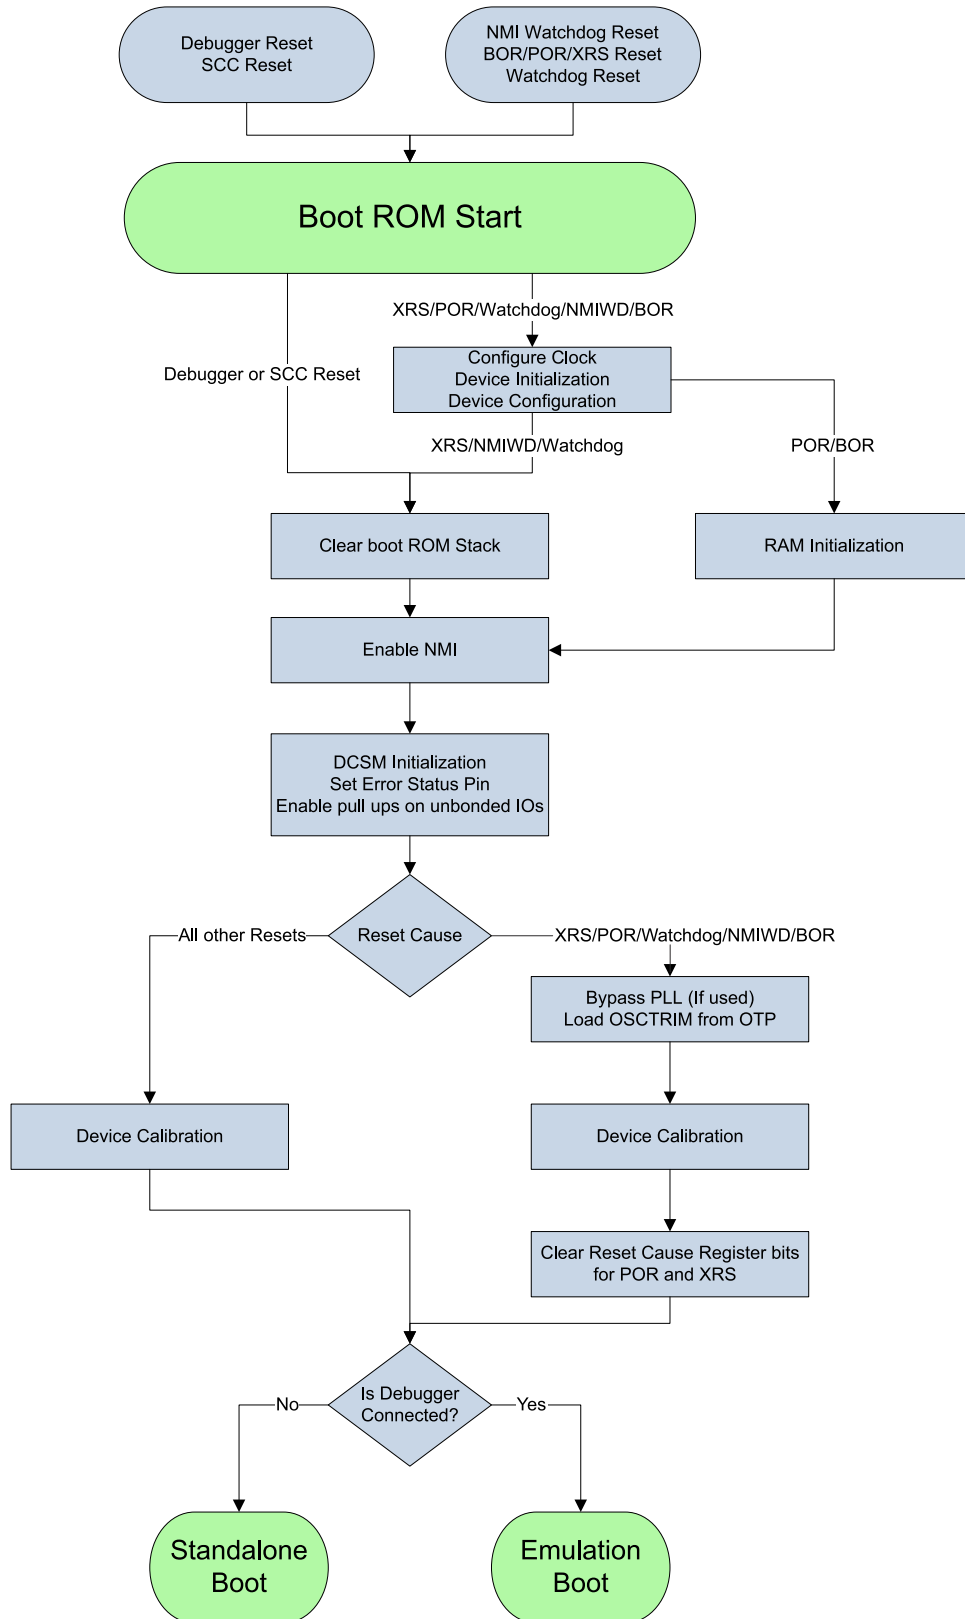 Debugger Reset
SCC Reset
NMI Watchdog Reset
BOR/POR/XRS Reset
Watchdog Reset
Boot ROM Start
XRS/POR/Watchdog/NMIWD/BOR
Debugger or SCC Reset
Configure Clock
Device Initialization
Device Configuration
XRS/NMIWD/Watchdog
POR/BOR
Clear boot ROM Stack
RAM Initialization
Enable NMI
DCSM Initialization
Set Error Status Pin
Enable pull ups on unbonded IOs
All other Resets
Reset Cause
XRS/POR/Watchdog/NMIWD/BOR
Bypass PLL (If used)
Load OSCTRIM from OTP
Device Calibration
Device Calibration
Clear Reset Cause Register bits
for POR and XRS
Is Debugger
Connected?
No
Yes
Standalone
Boot
Emulation
Boot